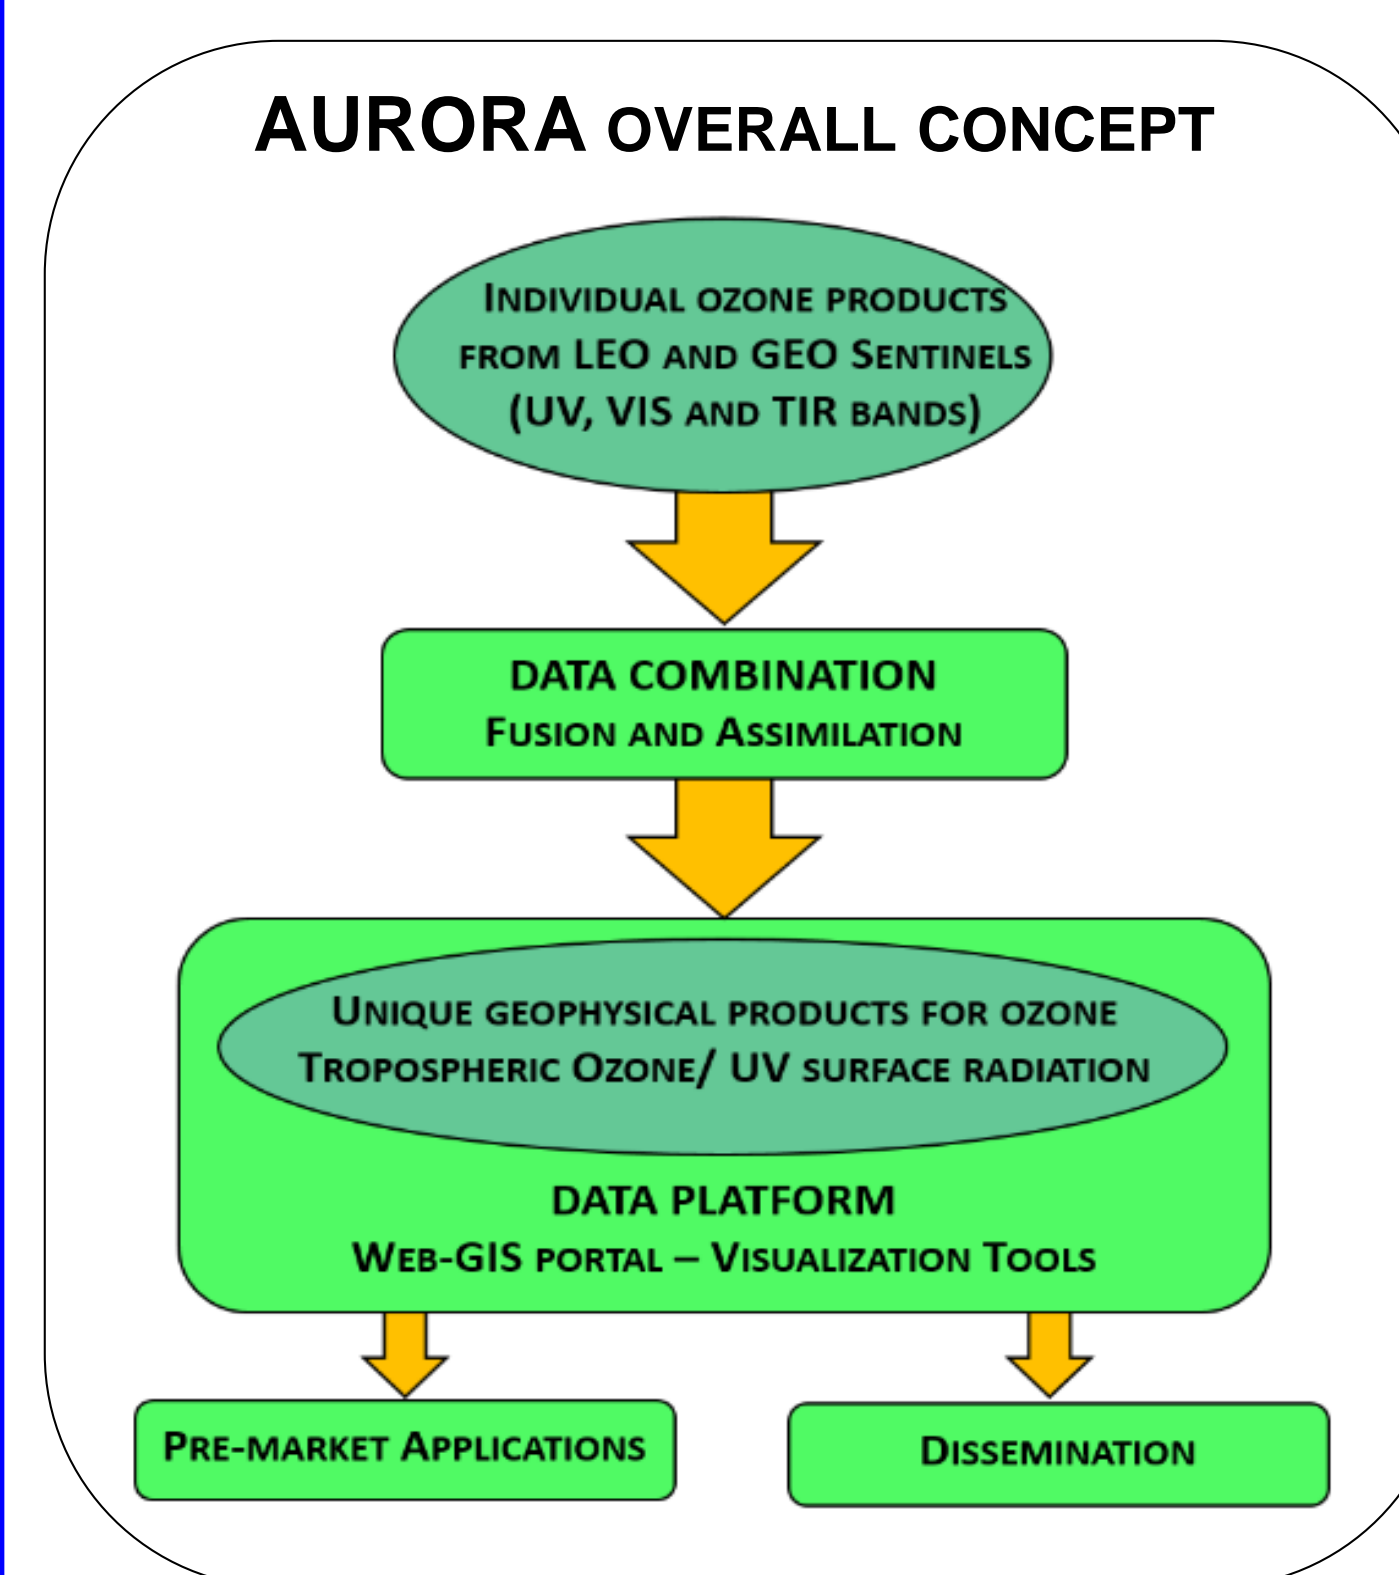 AURORA OVERALL CONCEPT
INDIVIDUAL OZONE PRODUCTS
FROM LEO AND GEO SENTINELS
(UV, VIS AND TIR BANDS)
DATA COMBINATION
FUSION AND ASSIMILATION
UNIQUE GEOPHYSICAL PRODUCTS FOR OZONE
TROPOSPHERIC OZONE/ UV SURFACE RADIATION
DATA PLATFORM
WEB-GIS PORTAL – VISUALIZATION TOOLS
PRE-MARKET APPLICATIONS
DISSEMINATION